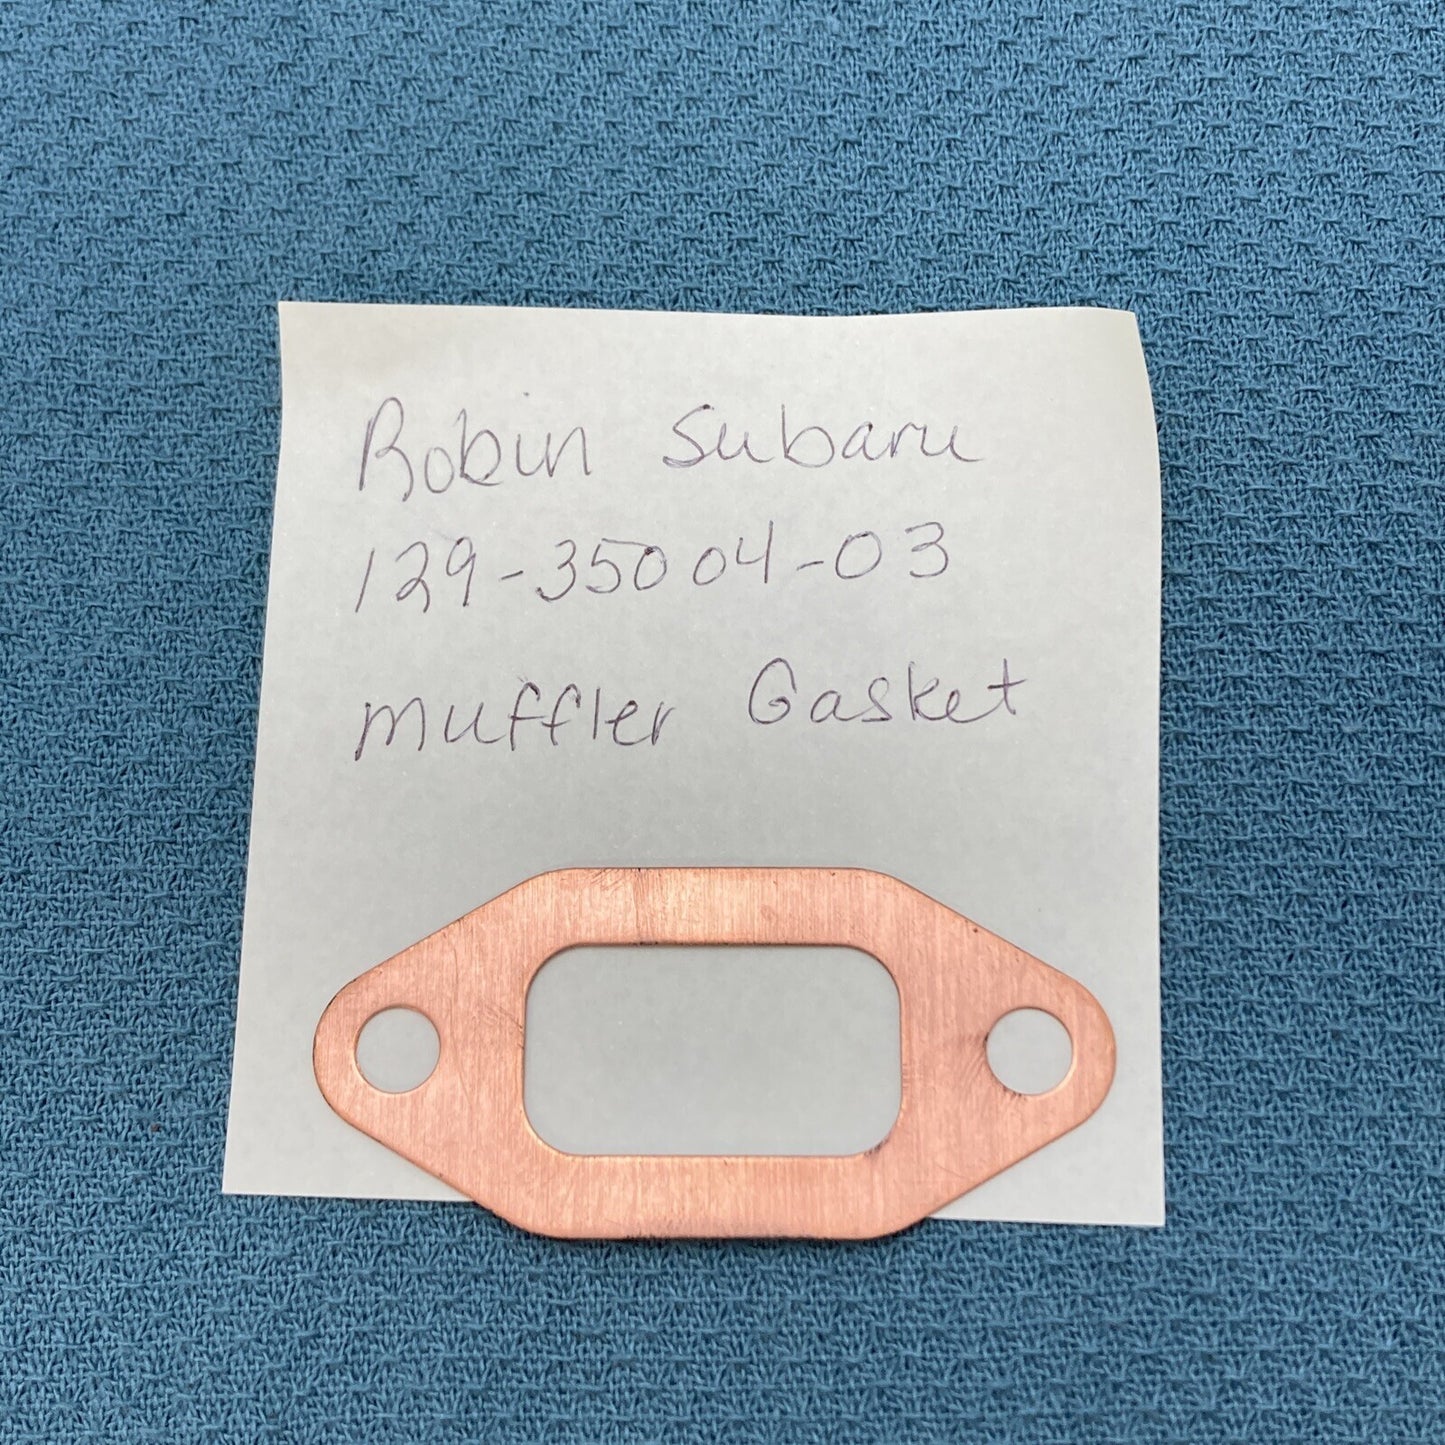 Robin Subaru
129-35004-03
Muffler Gasket